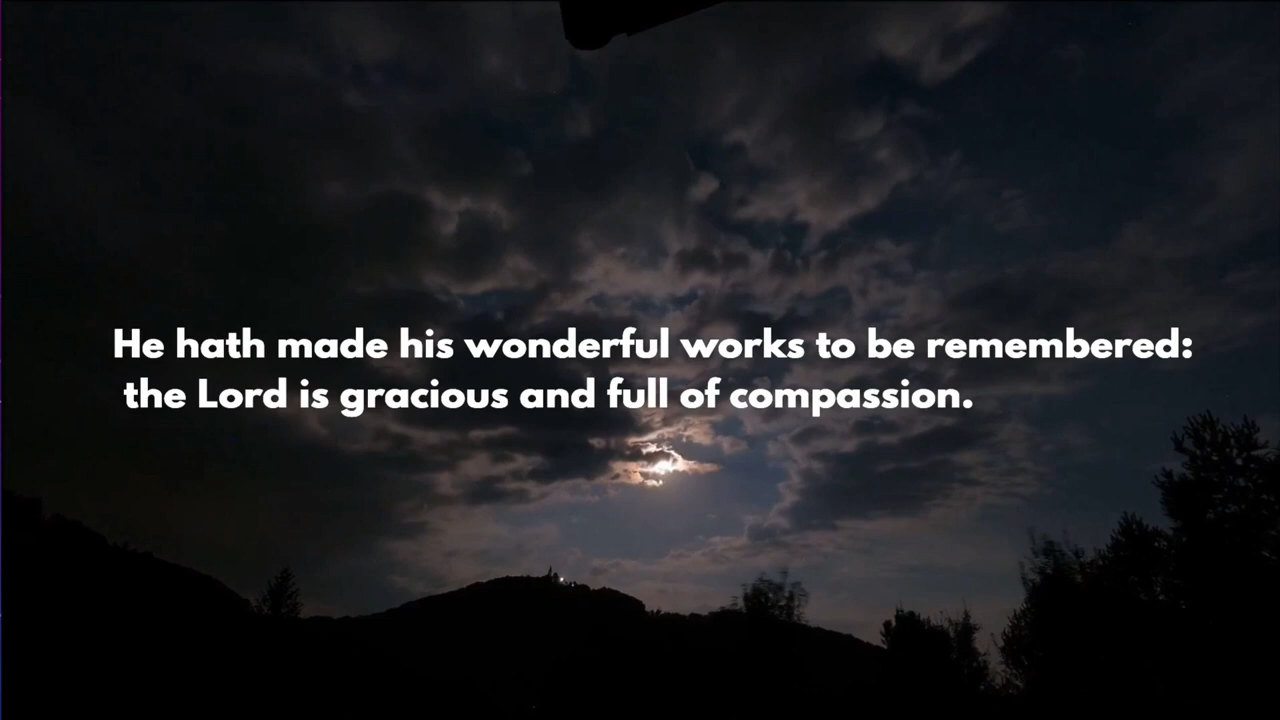 He hath made his wonderful works to be remembered:
the Lord is gracious and full of compassion.